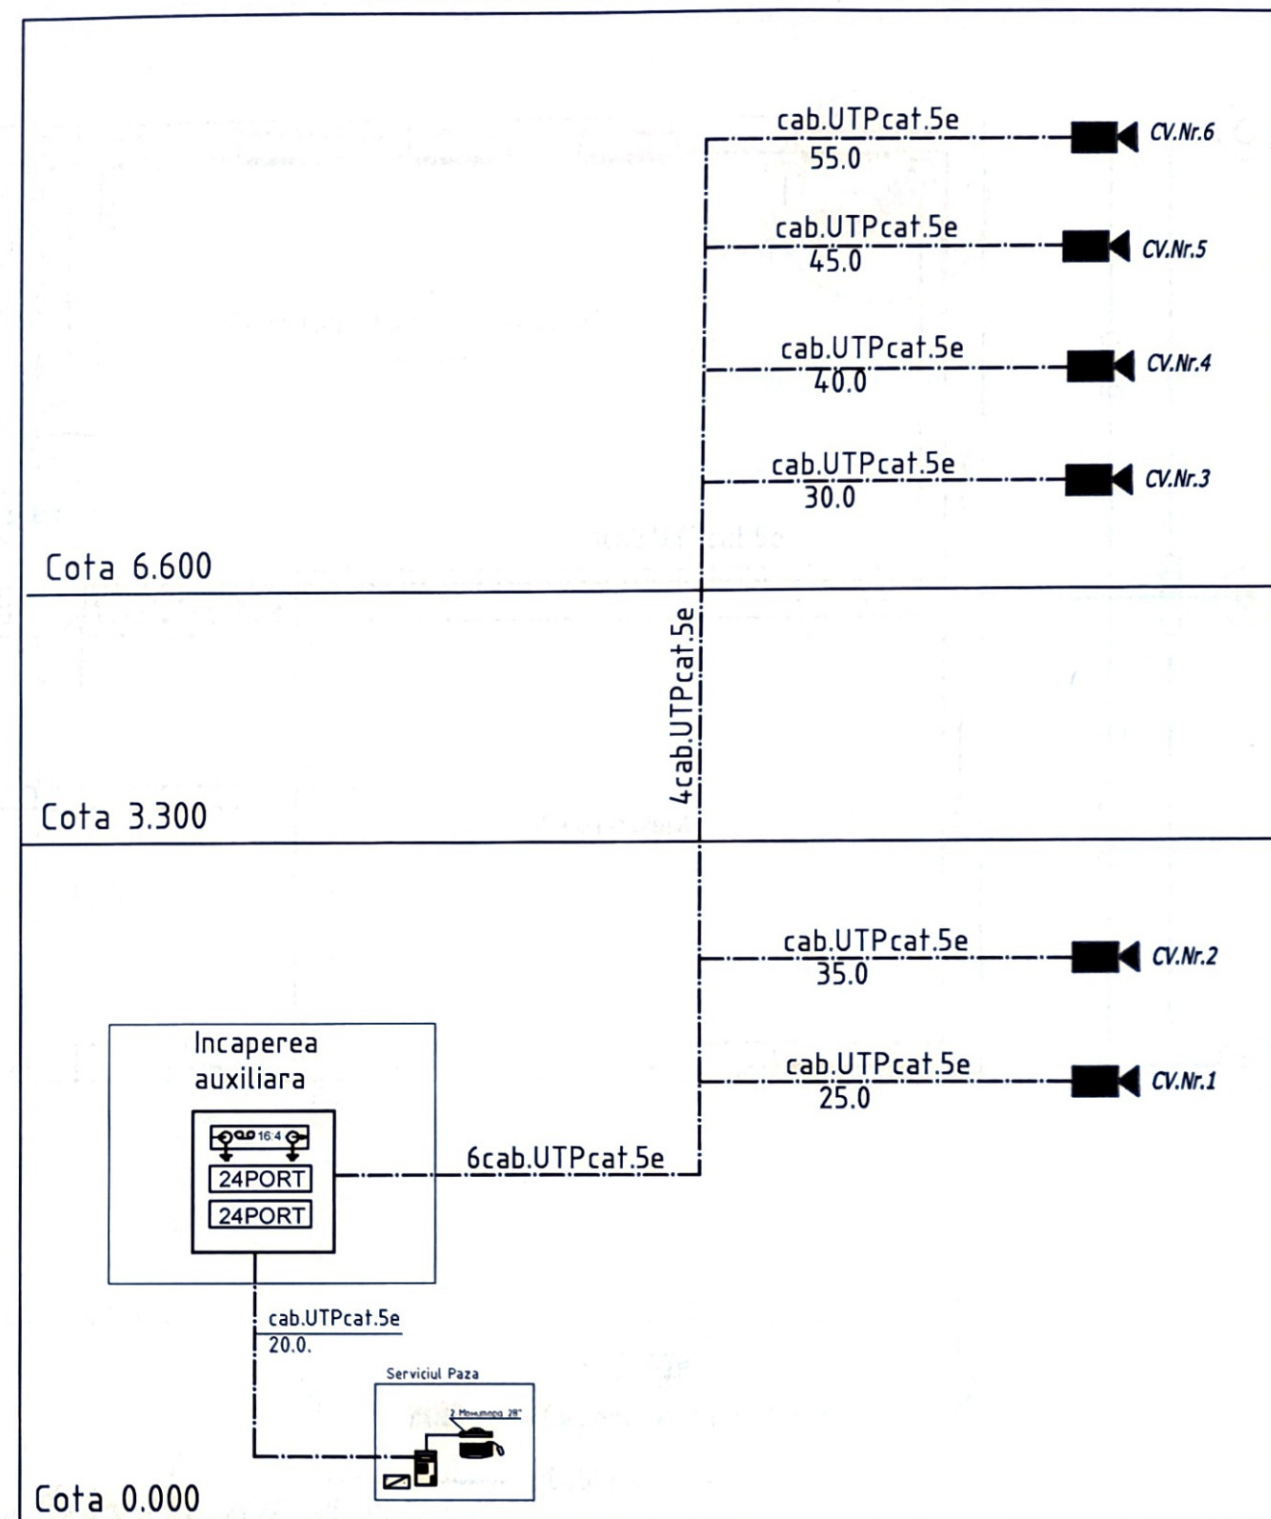 cab.UTPcat.5e
55.0
CV.Nr.6
cab.UTPcat.5e
45.0
CV.Nr.5
cab.UTPcat.5e
40.0
CV.Nr.4
cab.UTPcat.5e
30.0
CV.Nr.3
Cota 6.600
4cab.UTPcat.5e
Cota 3.300
cab.UTPcat.5e
35.0
CV.Nr.2
cab.UTPcat.5e
25.0
CV.Nr.1
Incaperea
auxiliara
16:4
24PORT
24PORT
6cab.UTPcat.5e
cab.UTPcat.5e
20.0.
Serviciul Paza
2 Монитора 28"
Cota 0.000